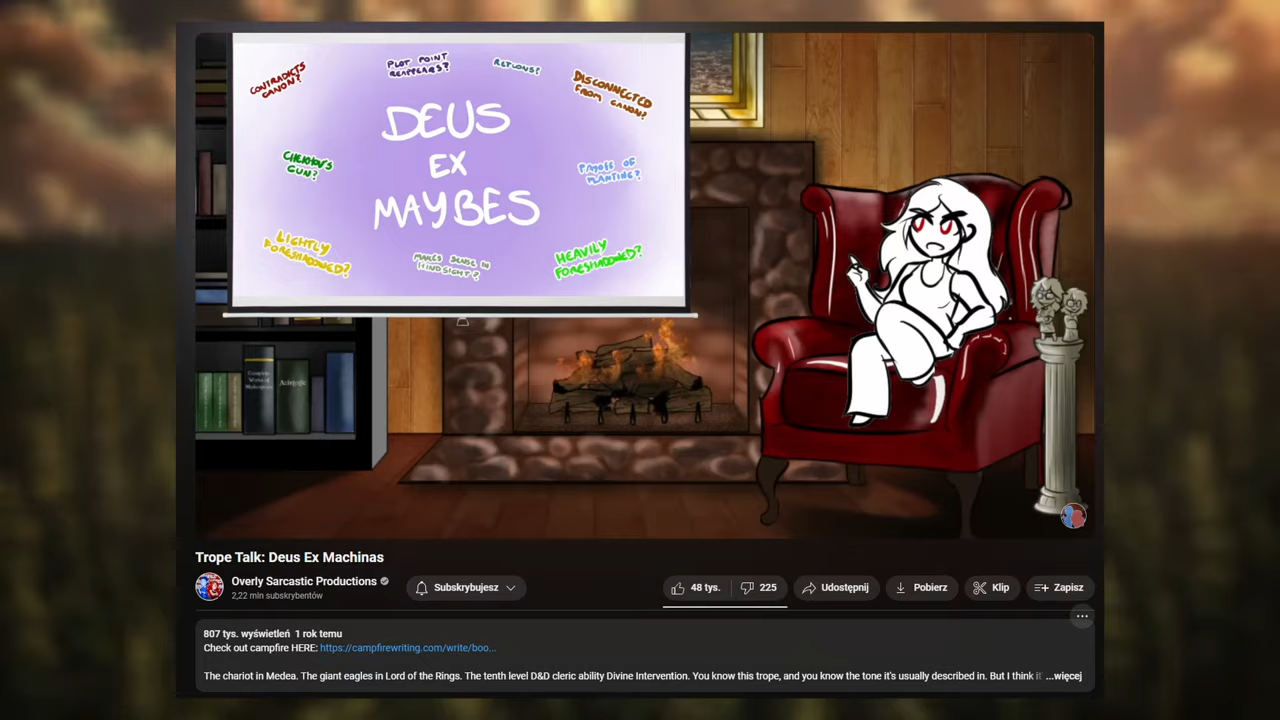 CONTRADICTS
CANON?
PLOT POINT
REAPPEARS?
RETCONS?
DISCONNECTED
FROM CANON?
DEUS
EX
MAYBES
CHEKHOV'S
GUN?
PAYOFF OF
PLANTING?
LIGHTLY
FORESHADOWED?
MAKES SENSE IN
HINDSIGHT?
HEAVILY
FORESHADOWED?
Complete
Works of
Shakespeare
Trope Talk: Deus Ex Machinas
Overly Sarcastic Productions
2,22 mln subskrybentów
Subskrybujesz
48 tys.
225
Udostępnij
Pobierz
Klip
Zapisz
807 tys. wyświetleń 1 rok temu
Check out campfire HERE: https://campfirewriting.com/write/boo...
The chariot in Medea. The giant eagles in Lord of the Rings. The tenth level D&D cleric ability Divine Intervention. You know this trope, and you know the tone it's usually described in. But I think it ...więcej